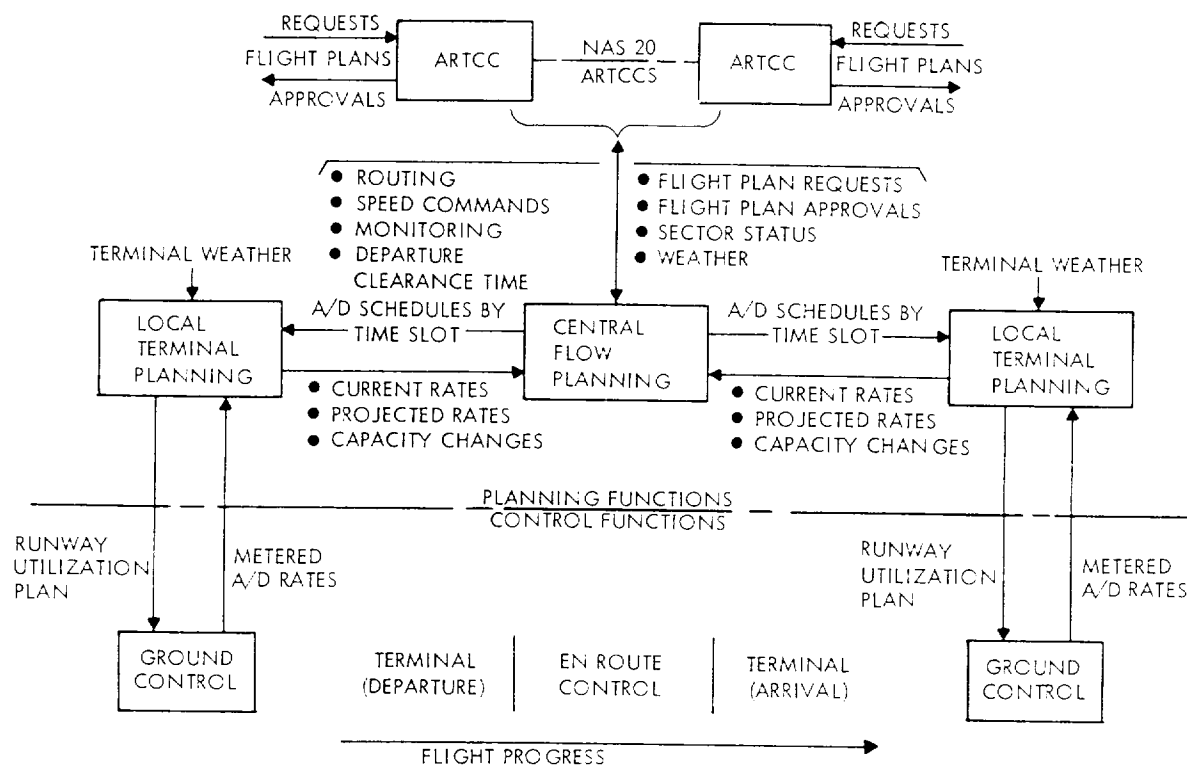 REQUESTS
FLIGHT PLANS
APPROVALS
ARTCC
NAS 20
ARTCCS
ARTCC
REQUESTS
FLIGHT PLANS
APPROVALS
● ROUTING
● SPEED COMMANDS
● MONITORING
● DEPARTURE
CLEARANCE TIME
● FLIGHT PLAN REQUESTS
● FLIGHT PLAN APPROVALS
● SECTOR STATUS
● WEATHER
TERMINAL WEATHER
TERMINAL WEATHER
LOCAL
TERMINAL
PLANNING
A/D SCHEDULES BY
TIME SLOT
CENTRAL
FLOW
PLANNING
A/D SCHEDULES BY
TIME SLOT
LOCAL
TERMINAL
PLANNING
● CURRENT RATES
● PROJECTED RATES
● CAPACITY CHANGES
● CURRENT RATES
● PROJECTED RATES
● CAPACITY CHANGES
PLANNING FUNCTIONS
CONTROL FUNCTIONS
RUNWAY
UTILIZATION
PLAN
METERED
A/D RATES
RUNWAY
UTILIZATION
PLAN
METERED
A/D RATES
GROUND
CONTROL
TERMINAL
(DEPARTURE)
EN ROUTE
CONTROL
TERMINAL
(ARRIVAL)
GROUND
CONTROL
FLIGHT PROGRESS